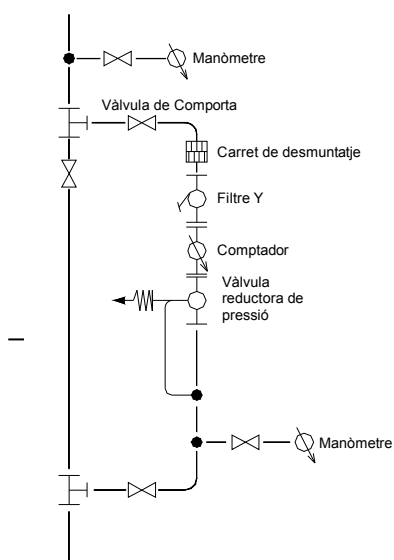 Manòmetre
Vàlvula de Comporta
Carret de desmuntatje
Filtre Y
Comptador
Vàlvula
reductora de
pressió
Manòmetre